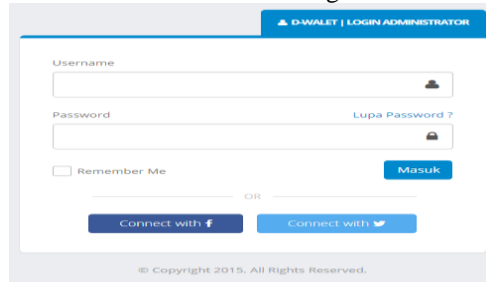 D-WALET | LOGIN ADMINISTRATOR
Username
Password Lupa Password ?
Remember Me Masuk
OR
Connect with Connect with
© Copyright 2015. All Rights Reserved.